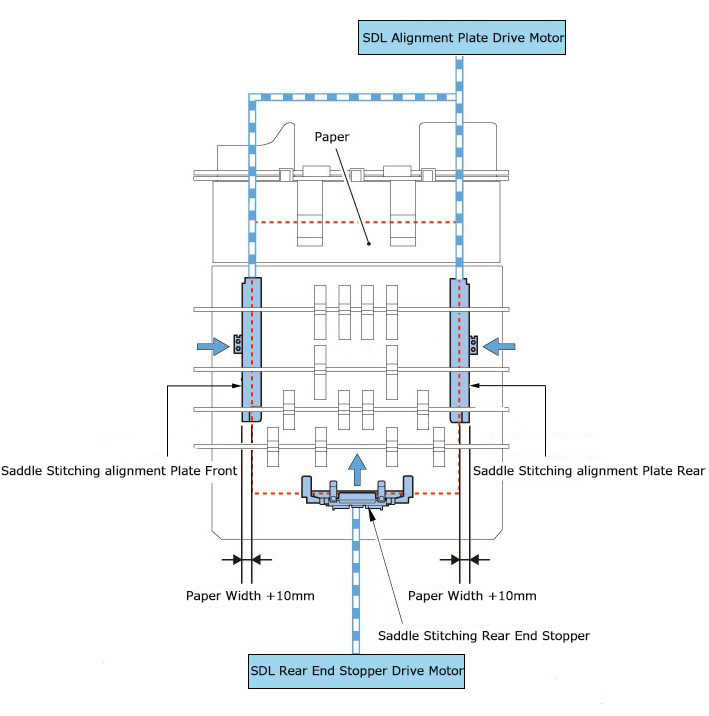 SDL Alignment Plate Drive Motor
Paper
Saddle Stitching alignment Plate Front
Saddle Stitching alignment Plate Rear
Paper Width +10mm
Paper Width +10mm
Saddle Stitching Rear End Stopper
SDL Rear End Stopper Drive Motor